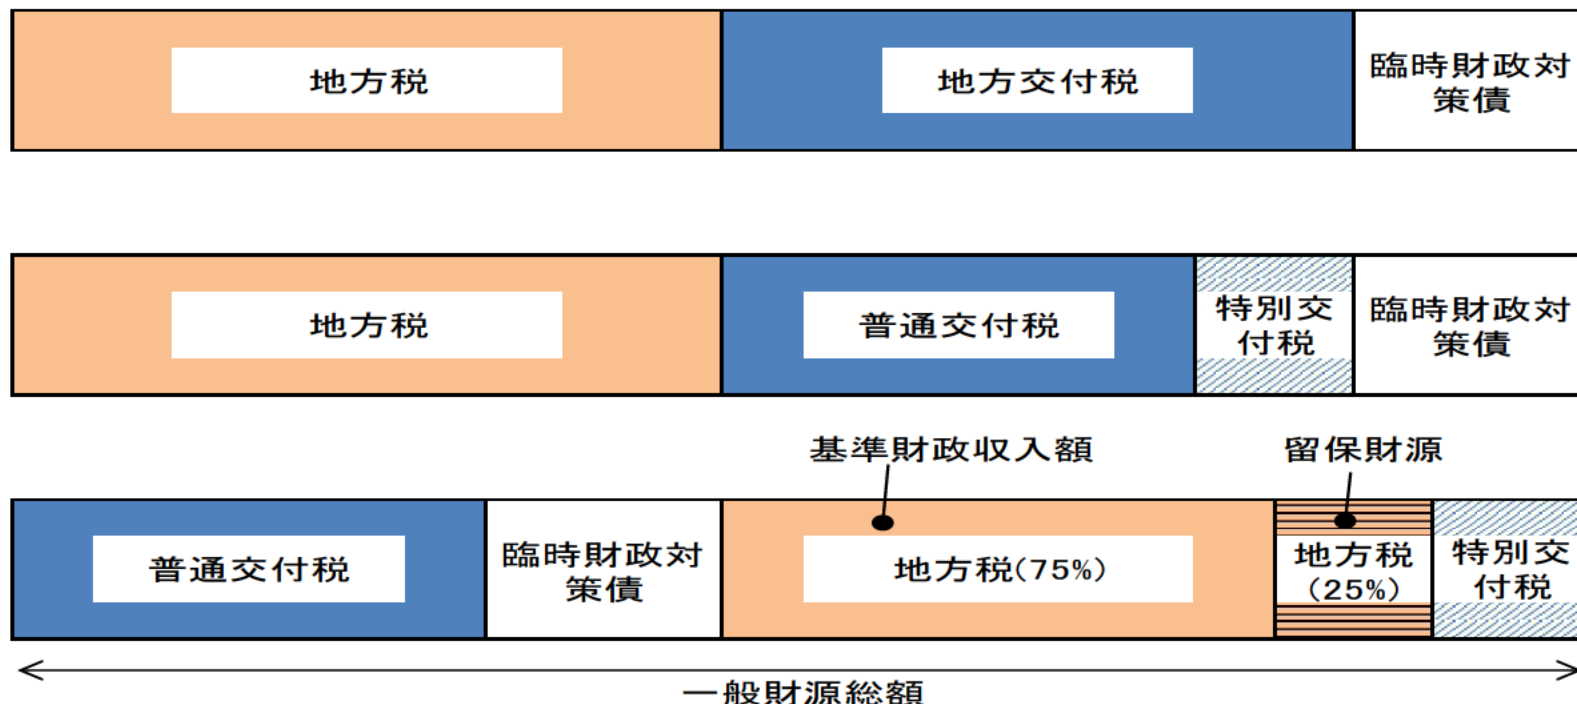 地方税
地方交付税
臨時財政対
策債
地方税
普通交付税
特別交
付税
臨時財政対
策債
基準財政収入額
留保財源
普通交付税
臨時財政対
策債
地方税(75%)
地方税
(25%)
特別交
付税
一般財源総額